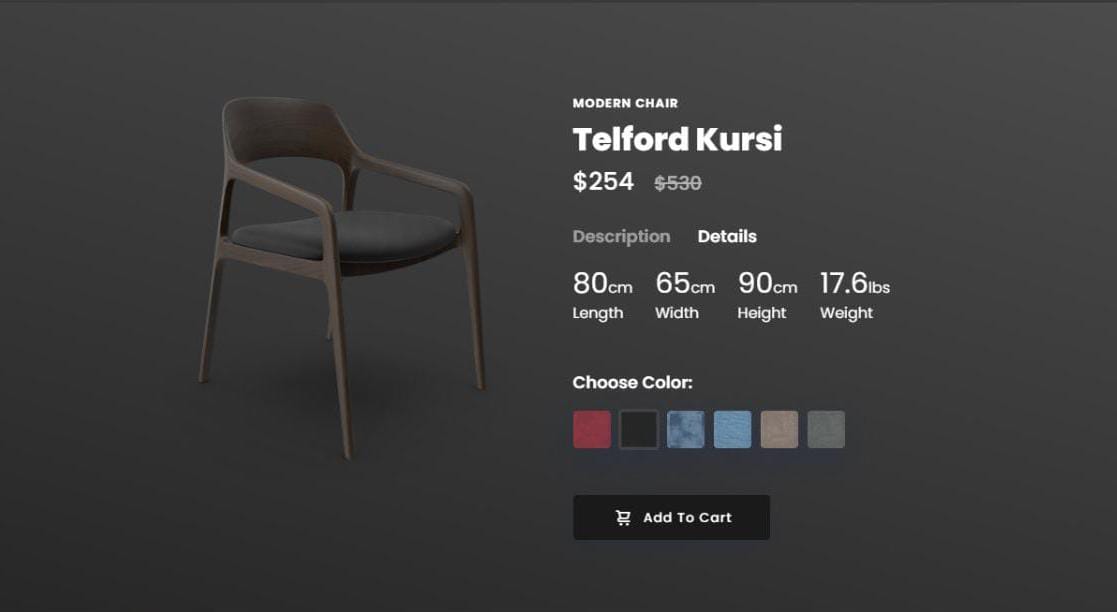 MODERN CHAIR
Telford Kursi
$254 $530
Description Details
80cm 65cm 90cm 17.6lbs
Length Width Height Weight
Choose Color:
Add To Cart